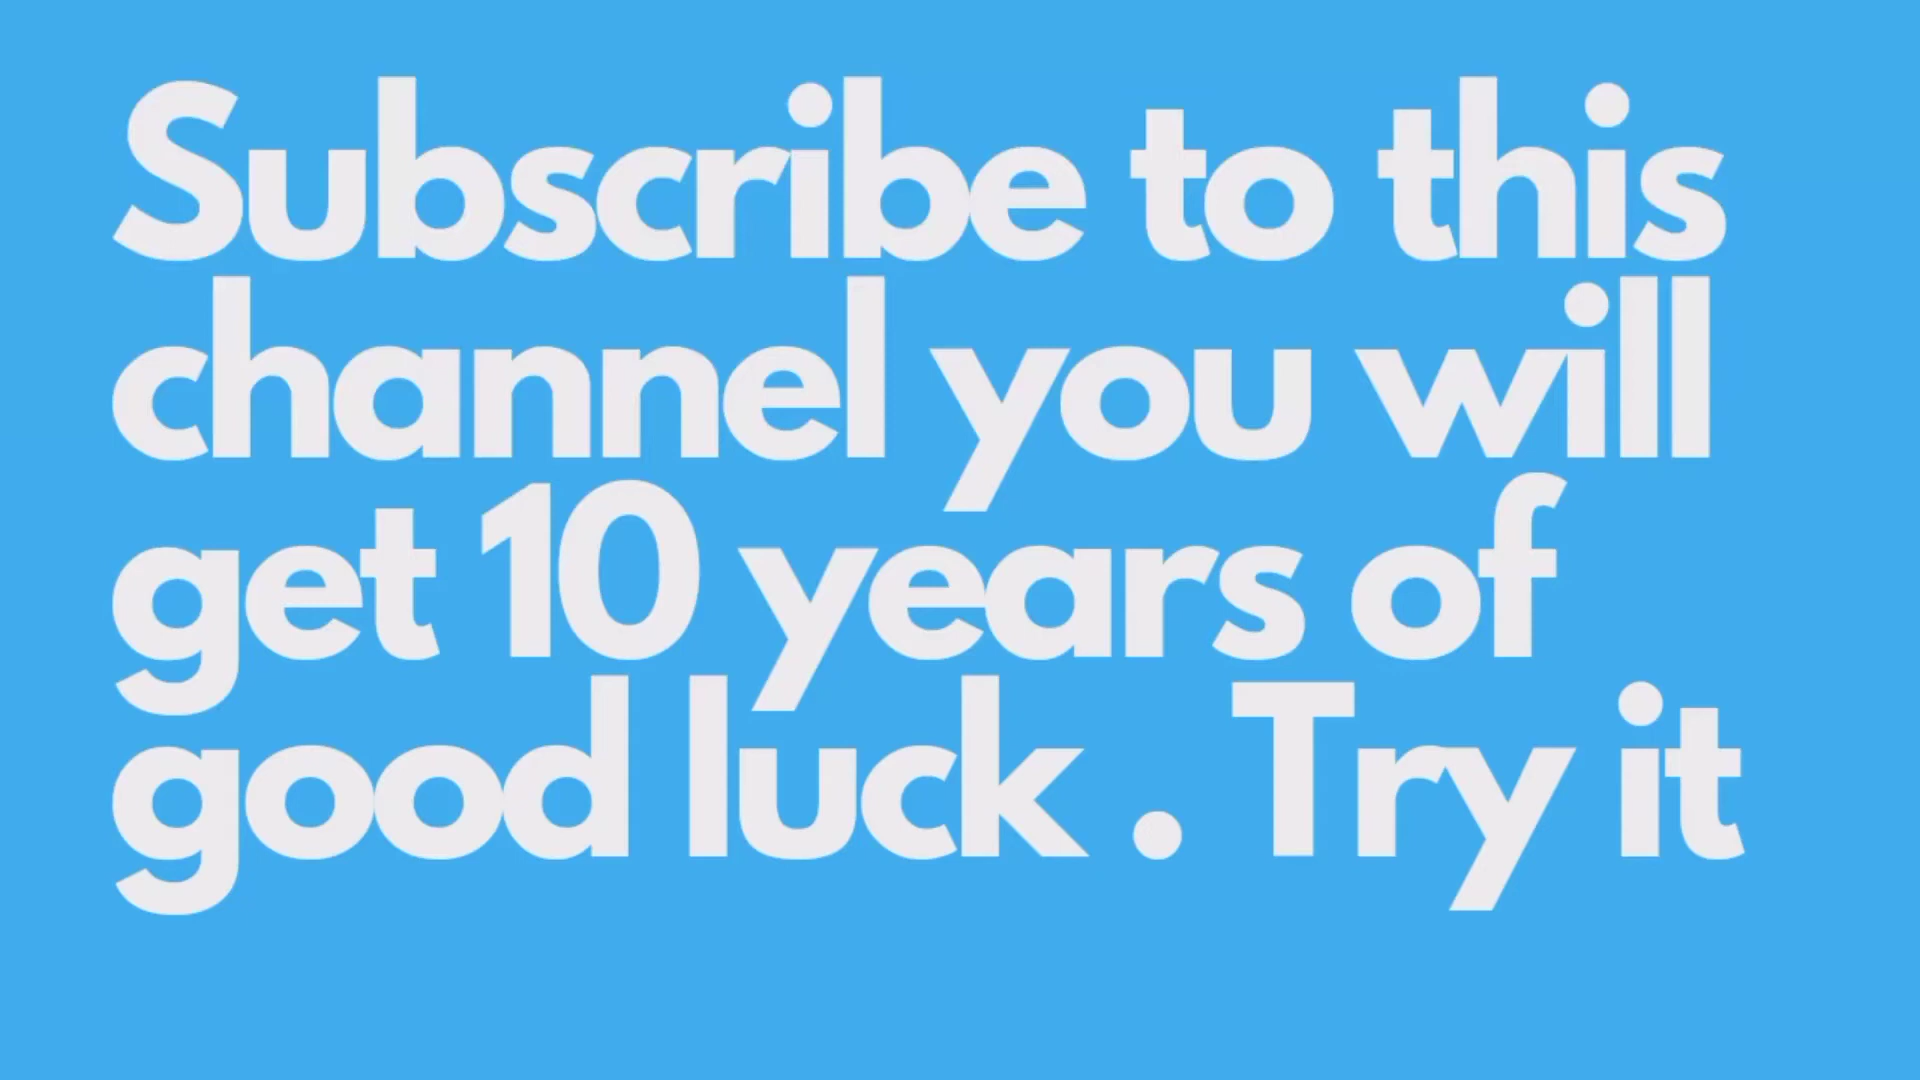 Subscribe to this
channel you will
get 10 years of
good luck . Try it